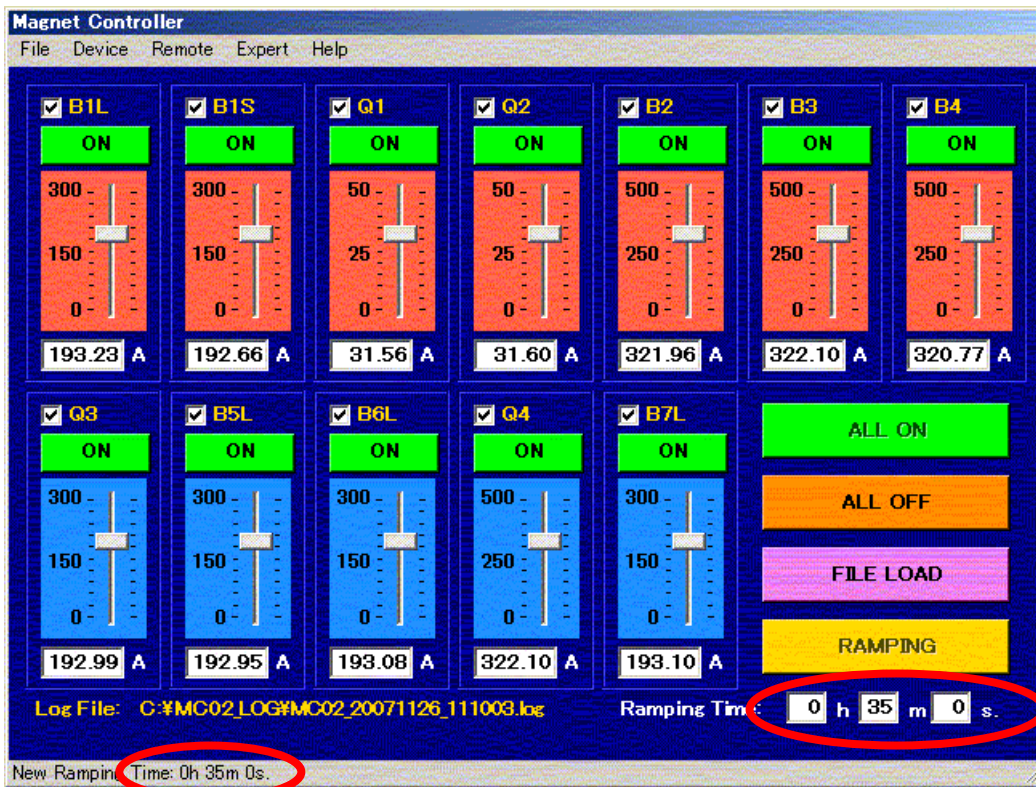 Magnet Controller
File Device Remote Expert Help
B1L B1S Q1 Q2 B2 B3 B4
ON ON ON ON ON ON ON
300 300 50 50 500 500 500
150 150 25 25 250 250 250
0 0 0 0 0 0 0
193.23 A 192.66 A 31.56 A 31.60 A 321.96 A 322.10 A 320.77 A
Q3 B5L B6L Q4 B7L
ON ON ON ON ON
300 300 300 500 300
150 150 150 250 150
0 0 0 0 0
192.99 A 192.95 A 193.08 A 322.10 A 193.10 A
ALL ON
ALL OFF
FILE LOAD
RAMPING
Log File: C:¥MC02_LOG¥MC02_20071126_111003.log
Ramping Time: 0 h 35 m 0 s.
New Ramping Time: 0h 35m 0s.